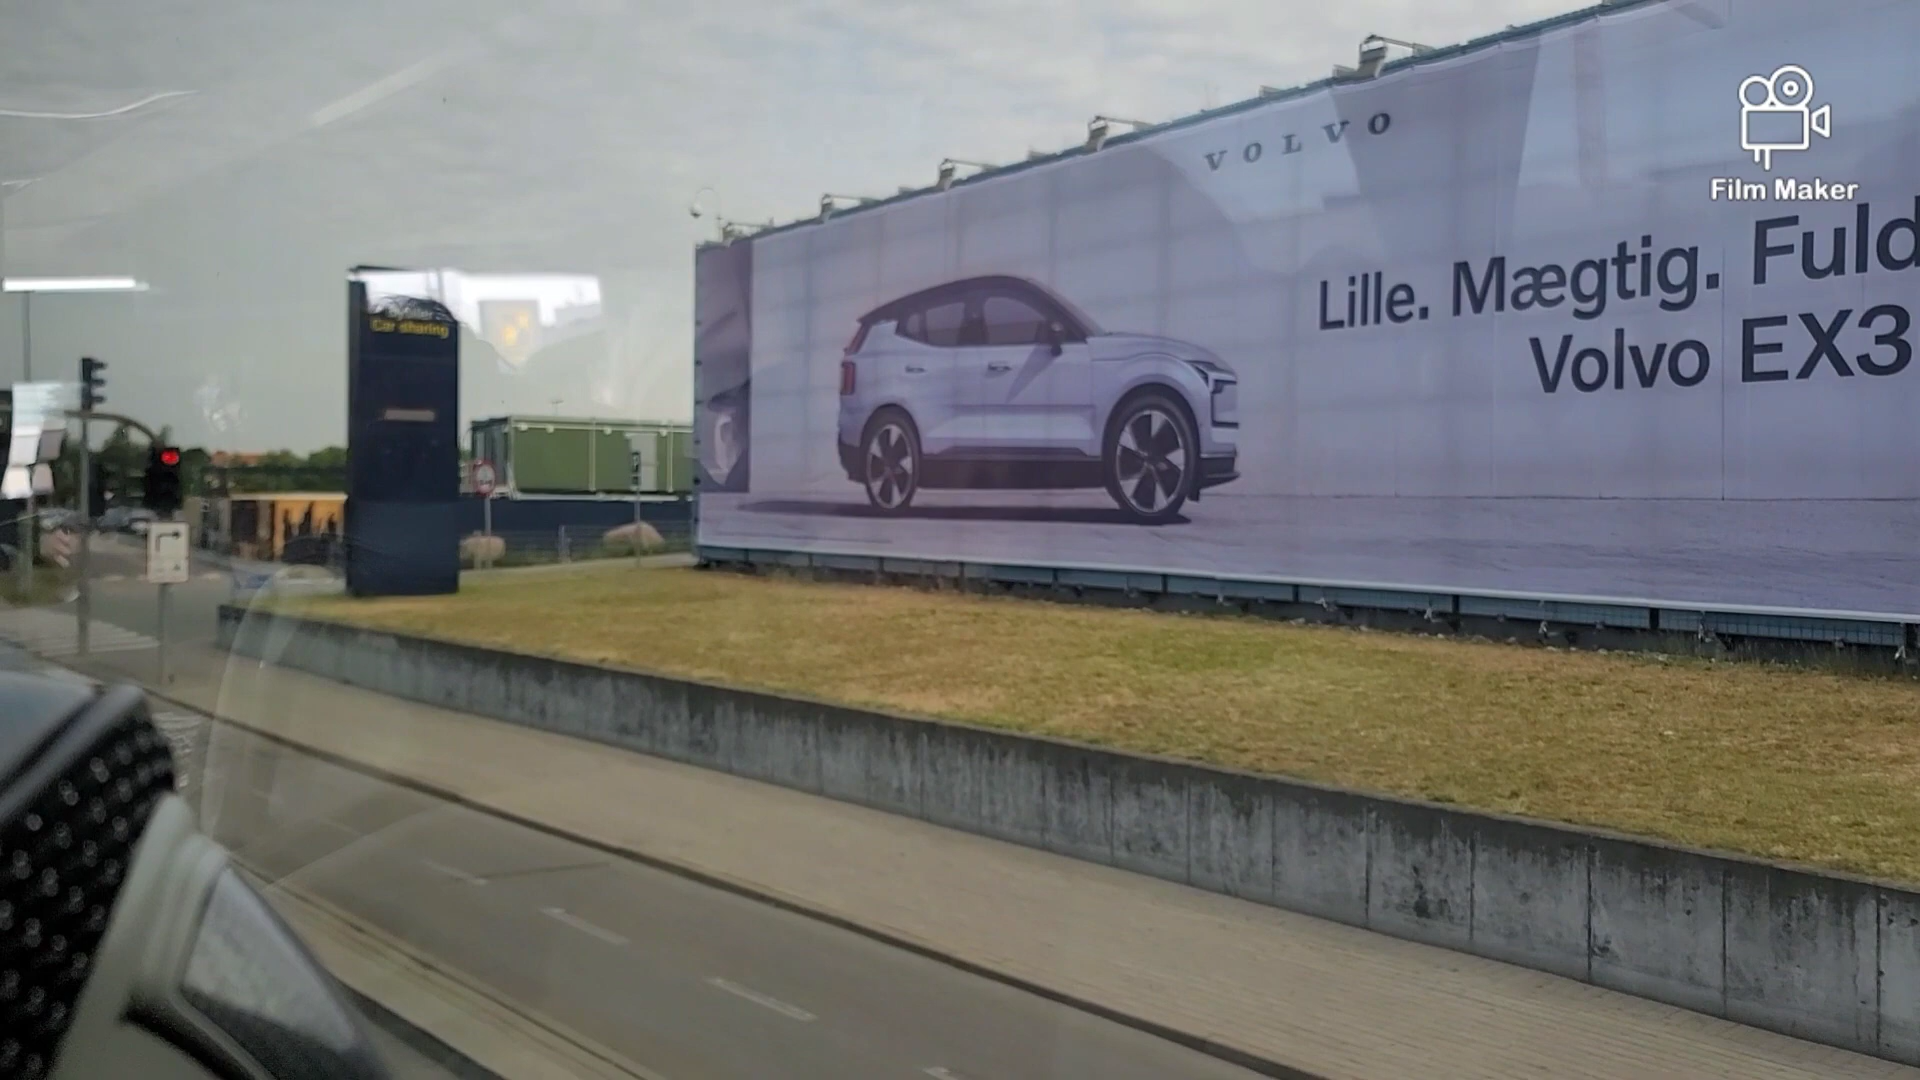 VOLVO
Film Maker
Lille. Mægtig. Fuld
Volvo EX3
Car sharing